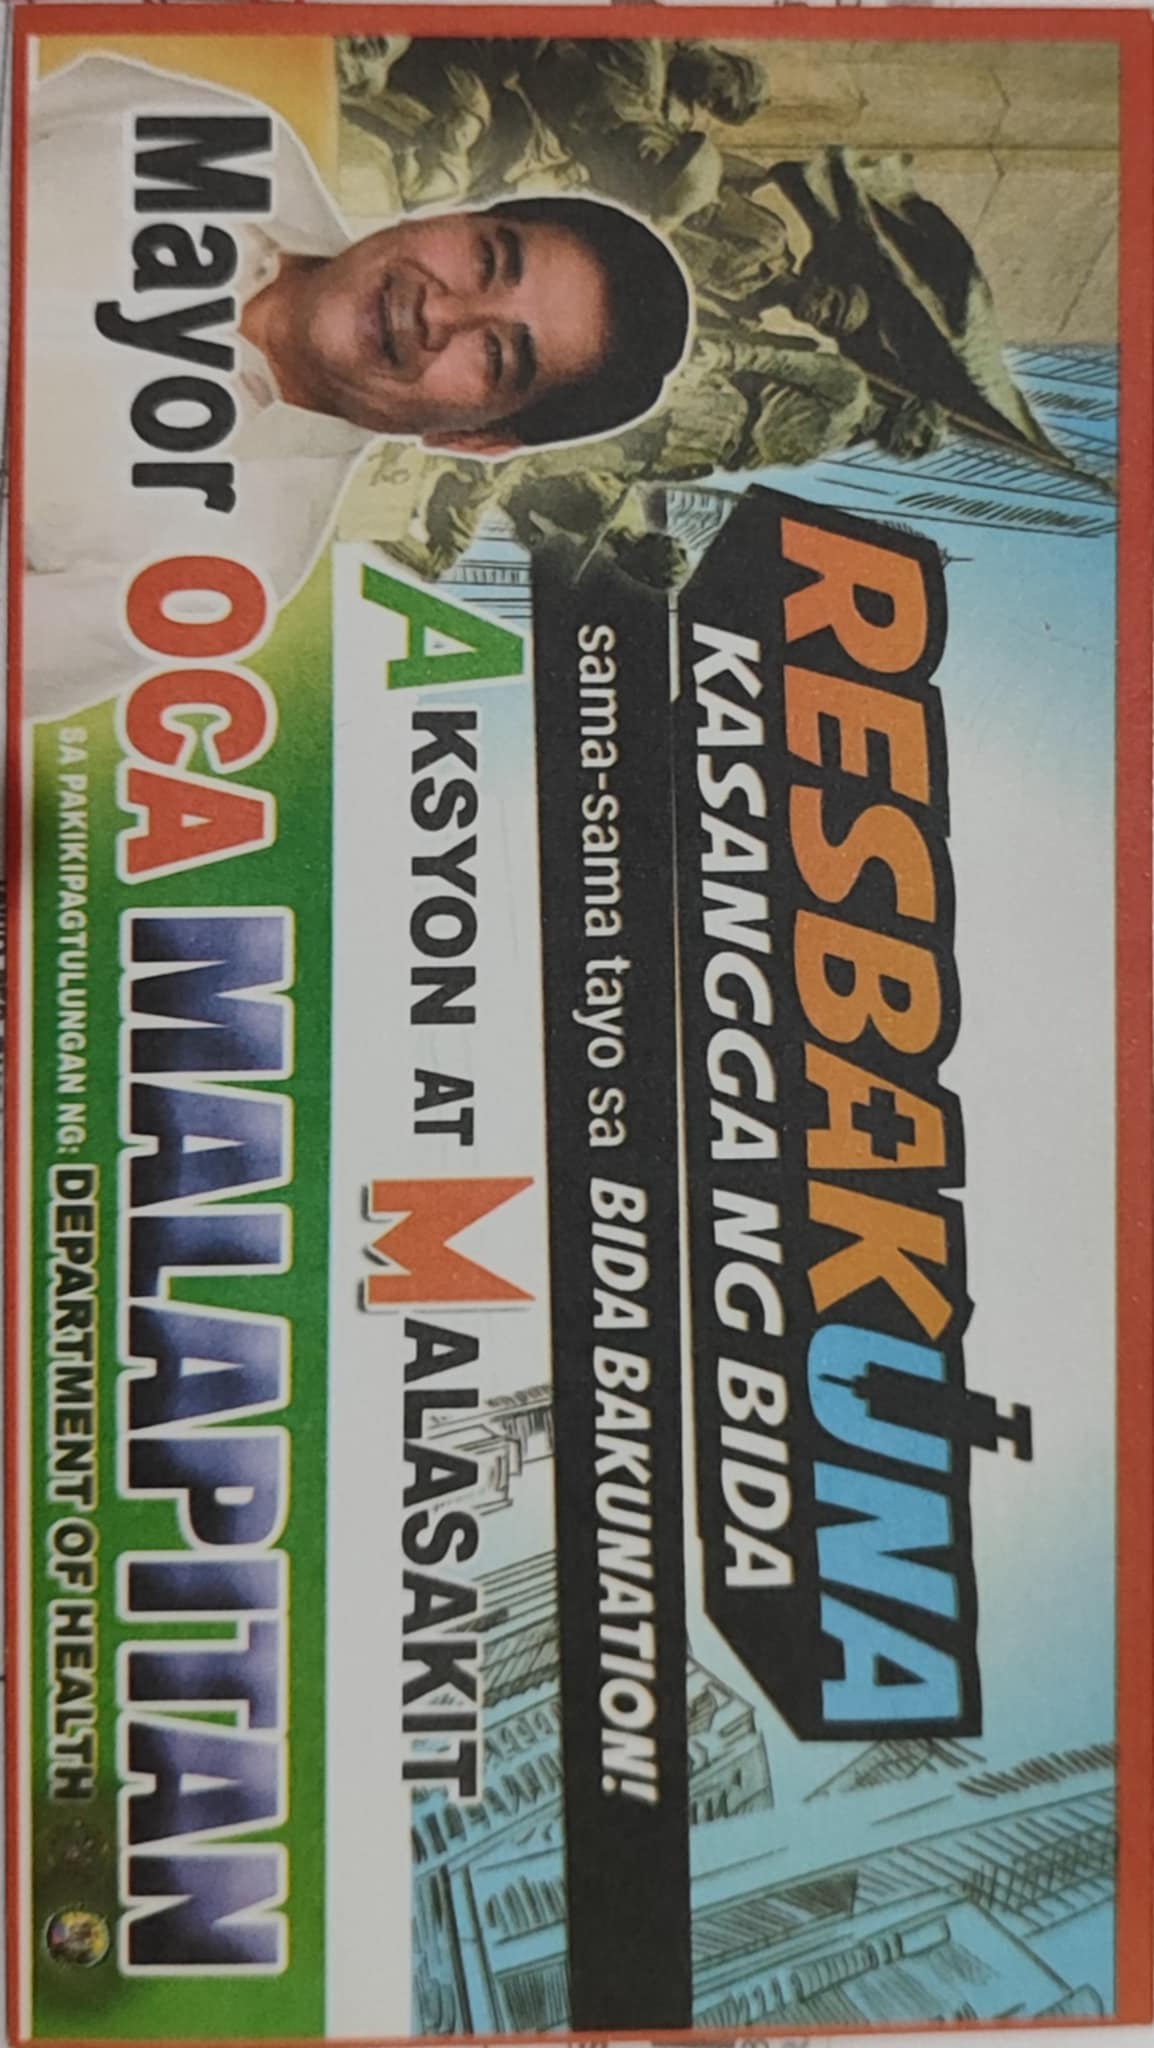 RESBAKUNA
KASANGGA NG BIDA
sama-sama tayo sa BIDA BAKUNATION!
AKSYON AT MALASAKIT
Mayor OCA MALAPITAN
SA PAKIKIPAGTULUNGAN NG: DEPARTMENT OF HEALTH